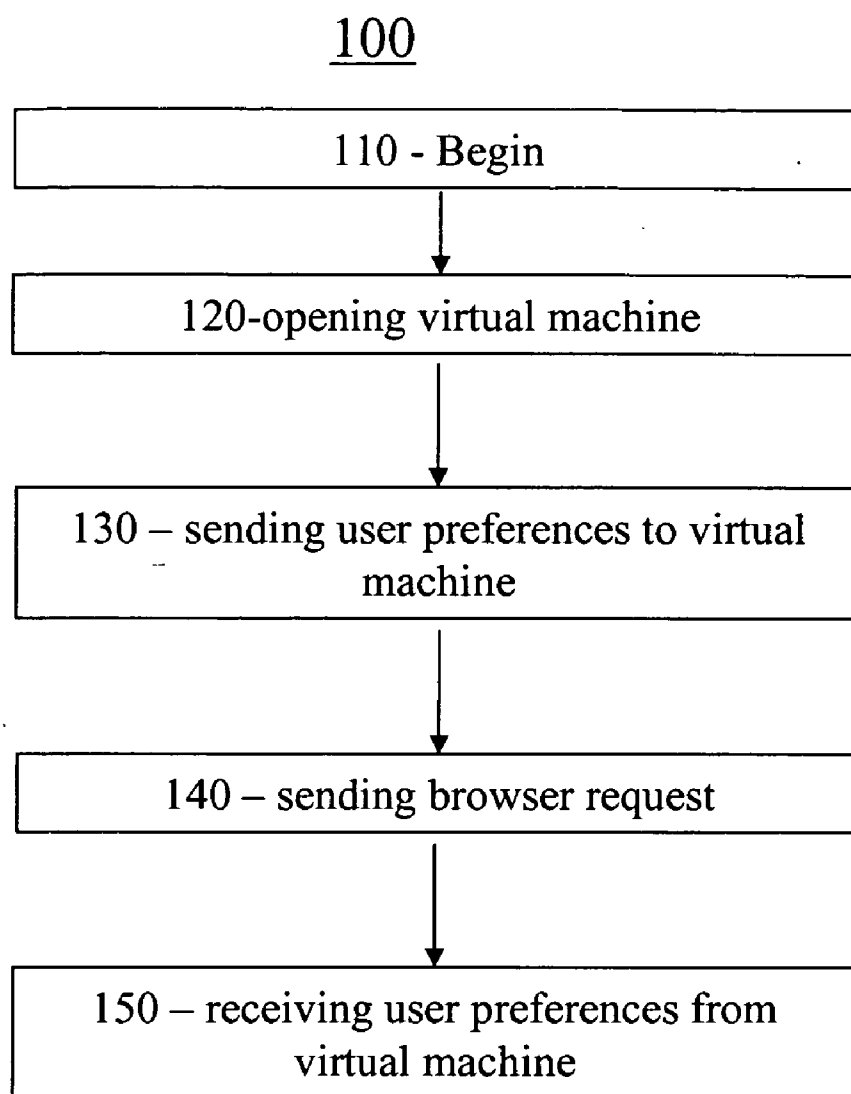 100
110 - Begin
120-opening virtual machine
130 – sending user preferences to virtual
machine
140 – sending browser request
150 – receiving user preferences from
virtual machine